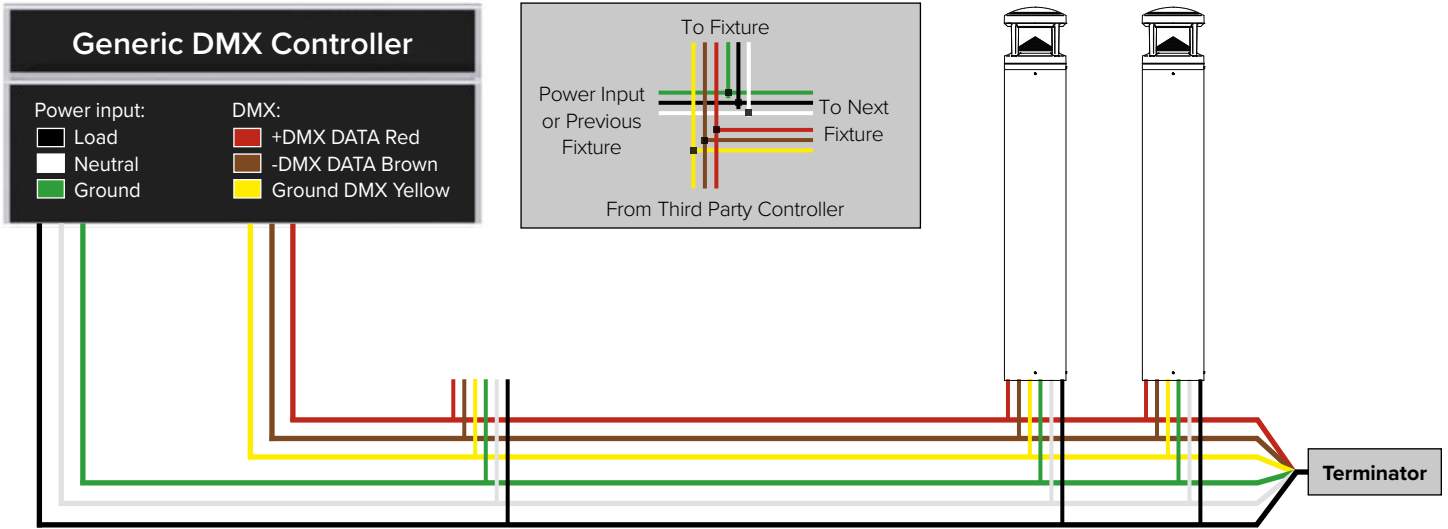 Generic DMX Controller
Power input:
Load
Neutral
Ground
DMX:
+DMX DATA Red
-DMX DATA Brown
Ground DMX Yellow
To Fixture
Power Input
or Previous
Fixture
To Next
Fixture
From Third Party Controller
Terminator